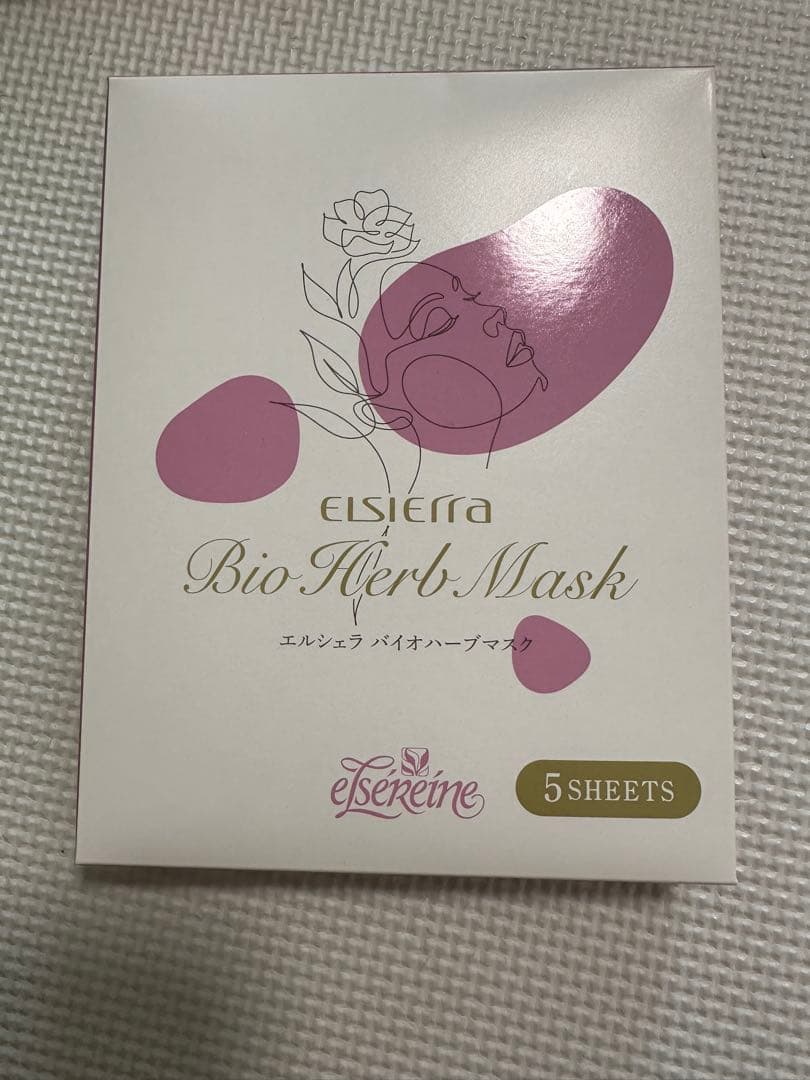 ELSIErra
Bio Herb Mask
エルシェラ バイオハーブマスク
elséReíne
5 SHEETS